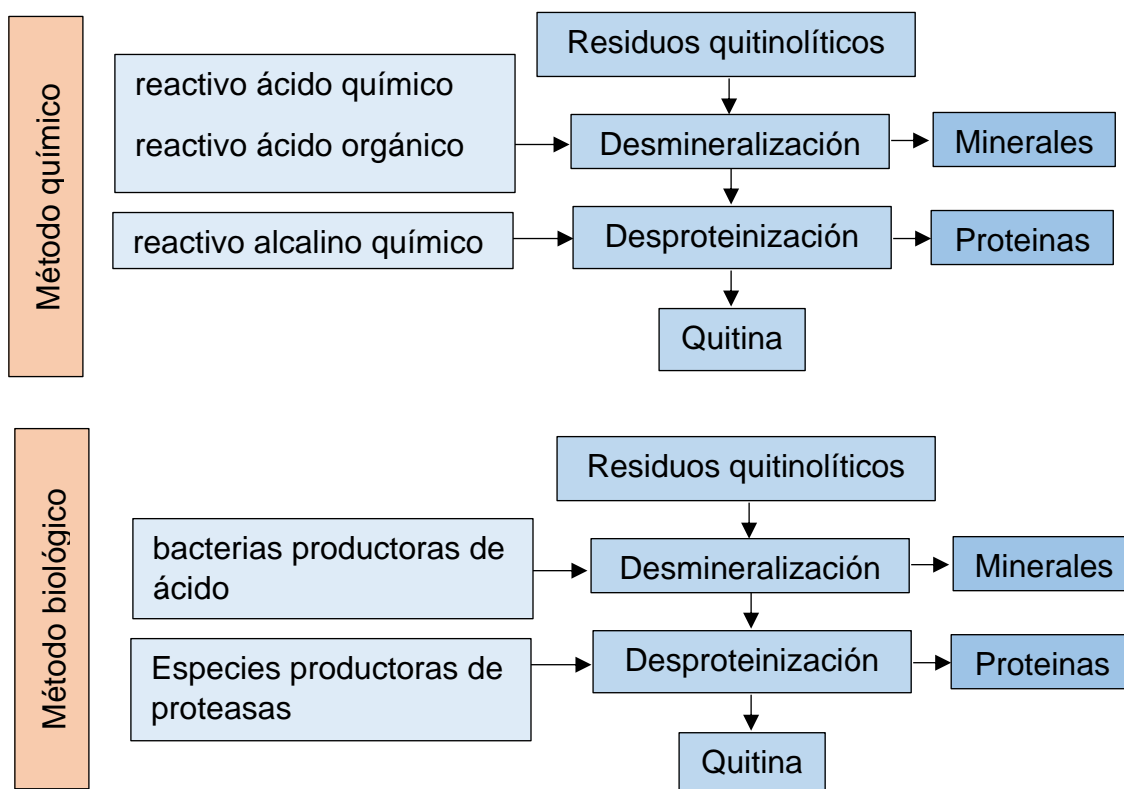 Método químico
Residuos quitinolíticos
reactivo ácido químico
reactivo ácido orgánico
Desmineralización
Minerales
reactivo alcalino químico
Desproteinización
Proteinas
Quitina
Método biológico
Residuos quitinolíticos
bacterias productoras de
ácido
Desmineralización
Minerales
Especies productoras de
proteasas
Desproteinización
Proteinas
Quitina